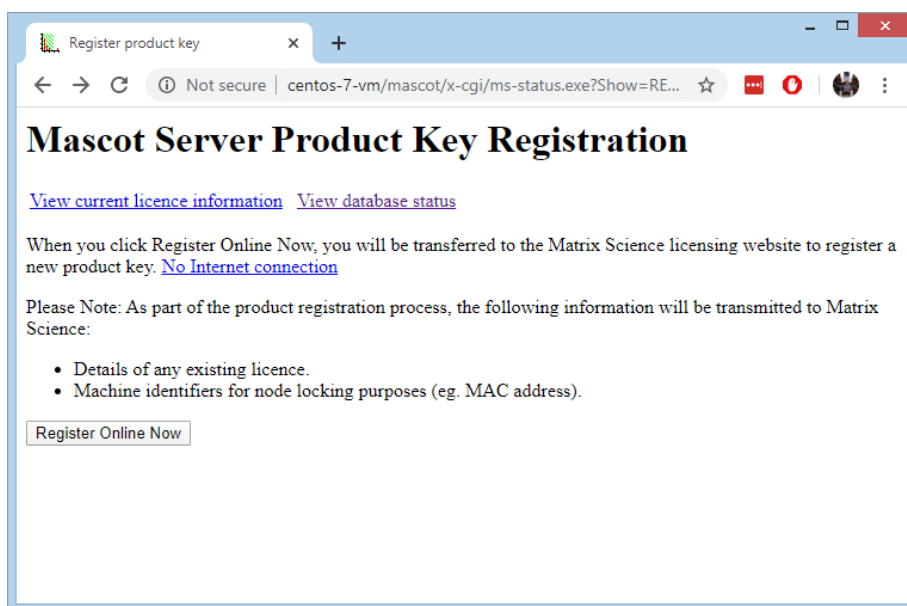 Register product key
Not secure | centos-7-vm/mascot/x-cgi/ms-status.exe?Show=RE...
Mascot Server Product Key Registration
View current licence information View database status
When you click Register Online Now, you will be transferred to the Matrix Science licensing website to register a
new product key. No Internet connection
Please Note: As part of the product registration process, the following information will be transmitted to Matrix
Science:
• Details of any existing licence.
• Machine identifiers for node locking purposes (eg. MAC address).
Register Online Now